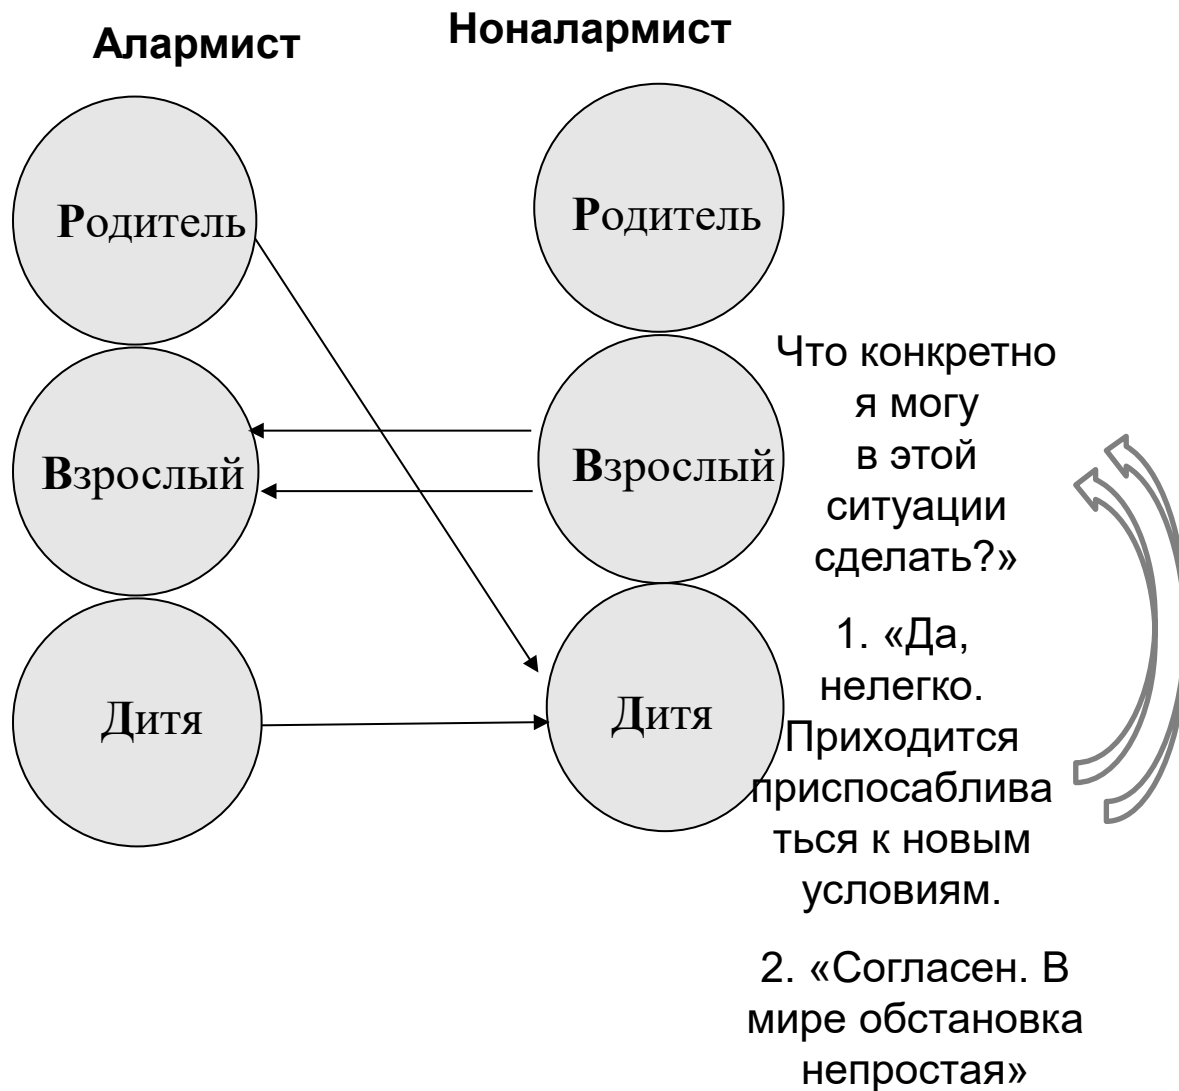 Алармист
Ноналармист
Родитель
Родитель
Взрослый
Взрослый
Дитя
Дитя
Что конкретно
я могу
в этой
ситуации
сделать?»
1. «Да,
нелегко.
Приходится
приспосаблива
ться к новым
условиям.
2. «Согласен. В
мире обстановка
непростая»